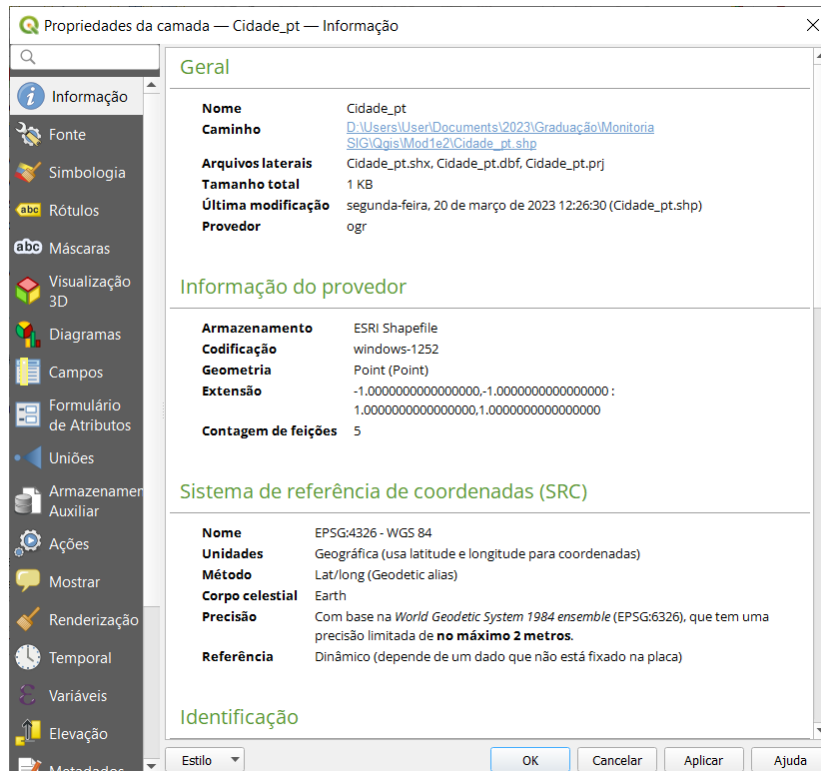 Propriedades da camada — Cidade_pt — Informação
Informação
Fonte
Simbologia
abc Rótulos
abc Máscaras
Visualização
3D
Diagramas
Campos
Formulário
de Atributos
Uniões
Armazenamen
Auxiliar
Ações
Mostrar
Renderização
Temporal
Variáveis
Elevação
Metadados
Geral
Nome Cidade_pt
Caminho D:\Users\User\Documents\2023\Graduação\Monitoria
SIG\Qgis\Mod1e2\Cidade_pt.shp
Arquivos laterais Cidade_pt.shx, Cidade_pt.dbf, Cidade_pt.prj
Tamanho total 1 KB
Última modificação segunda-feira, 20 de março de 2023 12:26:30 (Cidade_pt.shp)
Provedor ogr
Informação do provedor
Armazenamento ESRI Shapefile
Codificação windows-1252
Geometria Point (Point)
Extensão -1.0000000000000000,-1.0000000000000000 :
1.0000000000000000,1.0000000000000000
Contagem de feições 5
Sistema de referência de coordenadas (SRC)
Nome EPSG:4326 - WGS 84
Unidades Geográfica (usa latitude e longitude para coordenadas)
Método Lat/long (Geodetic alias)
Corpo celestial Earth
Precisão Com base na World Geodetic System 1984 ensemble (EPSG:6326), que tem uma
precisão limitada de no máximo 2 metros.
Referência Dinâmico (depende de um dado que não está fixado na placa)
Identificação
Estilo OK Cancelar Aplicar Ajuda